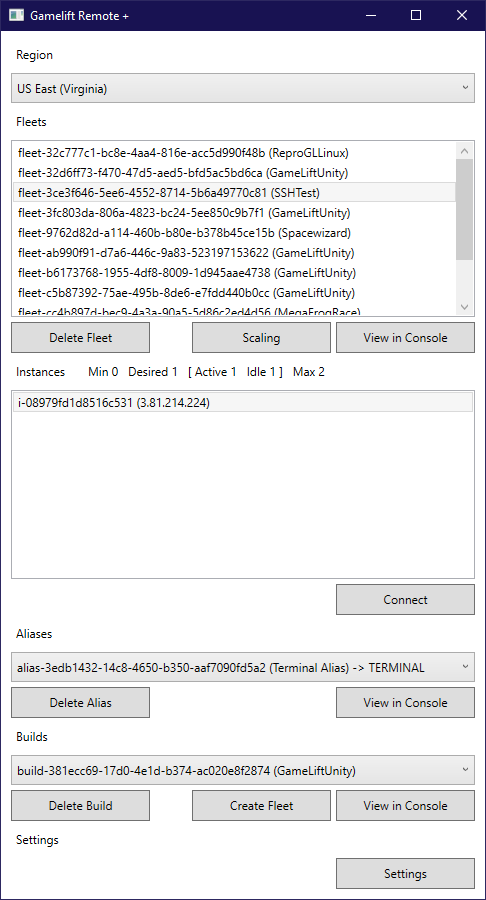 Gamelift Remote +
Region
US East (Virginia)
Fleets
fleet-32c777c1-bc8e-4aa4-816e-acc5d990f48b (ReproGLLinux)
fleet-32d6ff73-f470-47d5-aed5-bfd5ac5bd6ca (GameLiftUnity)
fleet-3ce3f646-5ee6-4552-8714-5b6a49770c81 (SSHTest)
fleet-3fc803da-806a-4823-bc24-5ee850c9b7f1 (GameLiftUnity)
fleet-9762d82d-a114-460b-b80e-b378b45ce15b (Spacewizard)
fleet-ab990f91-d7a6-446c-9a83-523197153622 (GameLiftUnity)
fleet-b6173768-1955-4df8-8009-1d945aae4738 (GameLiftUnity)
fleet-c5b87392-75ae-495b-8de6-e7fdd440b0cc (GameLiftUnity)
fleet-cc4b897d-bec9-4a3a-90a5-5d86c2ed4d56 (MegaFrogRace)
Delete Fleet Scaling View in Console
Instances Min 0 Desired 1 [ Active 1 Idle 1 ] Max 2
i-08979fd1d8516c531 (3.81.214.224)
Connect
Aliases
alias-3edb1432-14c8-4650-b350-aaf7090fd5a2 (Terminal Alias) -> TERMINAL
Delete Alias View in Console
Builds
build-381ecc69-17d0-4e1d-b374-ac020e8f2874 (GameLiftUnity)
Delete Build Create Fleet View in Console
Settings
Settings